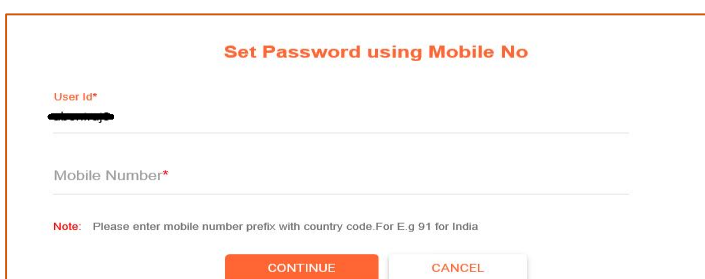 Set Password using Mobile No
User Id*
Mobile Number*
Note: Please enter mobile number prefix with country code.For E.g 91 for India
CONTINUE CANCEL